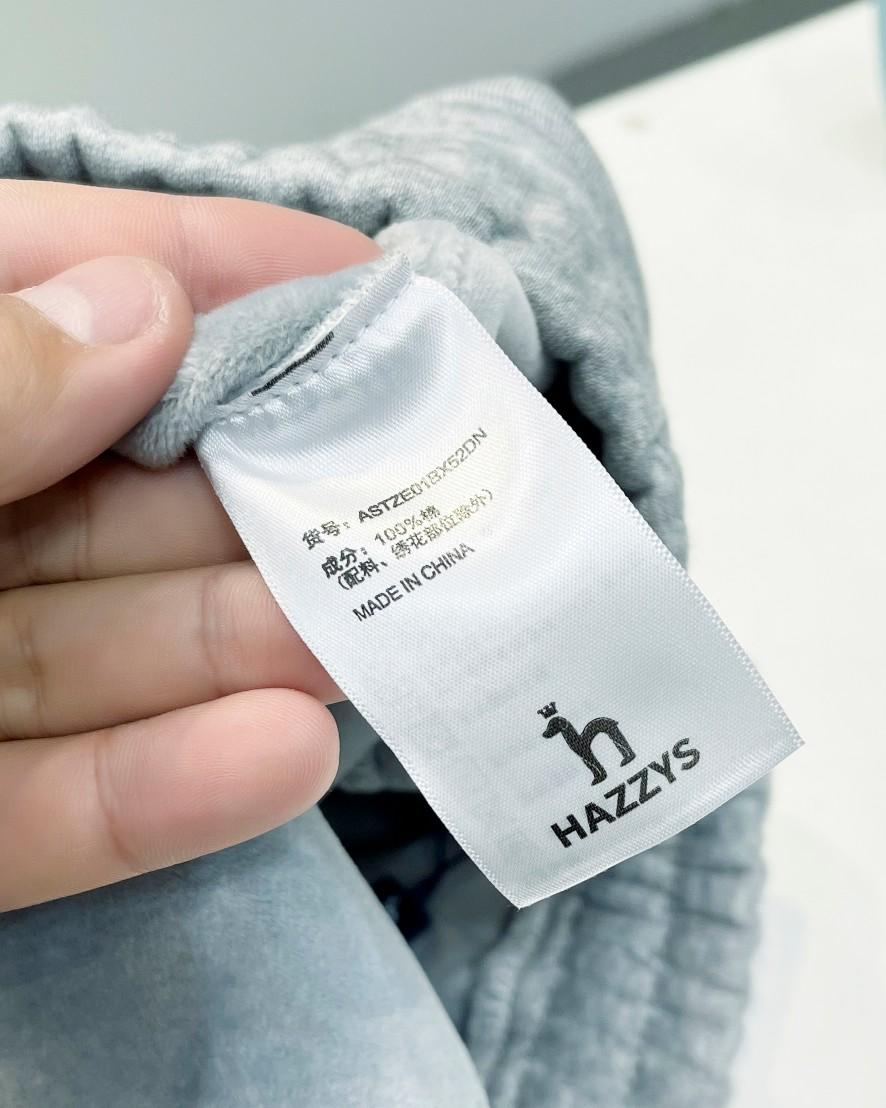 货号：ASTZE01BX52DN
成分：100%棉
（配料、绣花部位除外）
MADE IN CHINA
HAZZYS